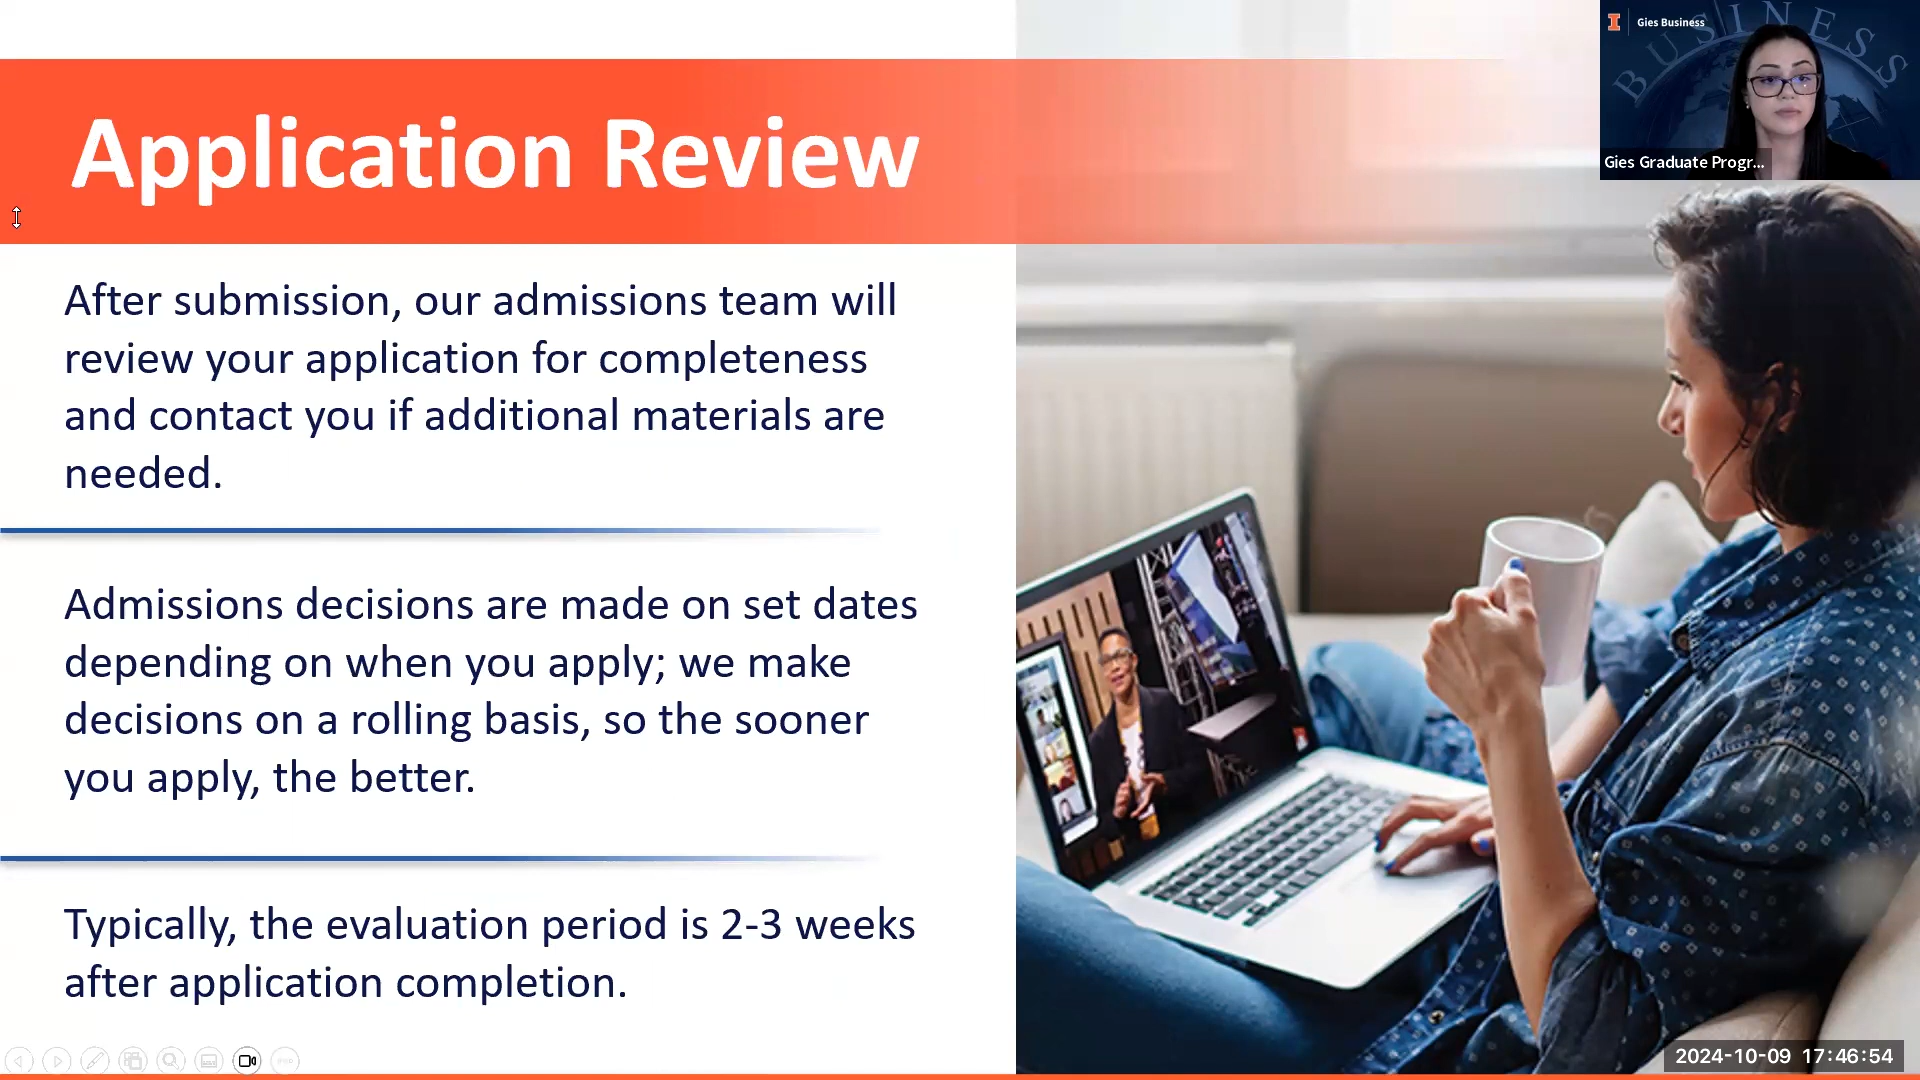 Application Review
After submission, our admissions team will
review your application for completeness
and contact you if additional materials are
needed.
Admissions decisions are made on set dates
depending on when you apply; we make
decisions on a rolling basis, so the sooner
you apply, the better.
Typically, the evaluation period is 2-3 weeks
after application completion.
I Gies Business
BUSINESS
Gies Graduate Progr...
2024-10-09 17:46:54